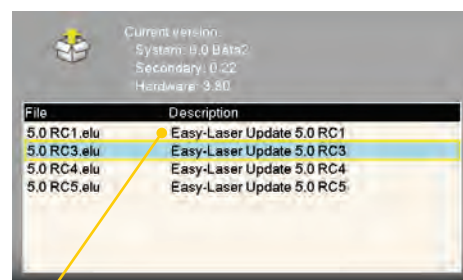 Current version:
System: 6.0 Beta2
Secondary: 0.22
Hardware: 3.80
File Description
5.0 RC1.elu Easy-Laser Update 5.0 RC1
5.0 RC3.elu Easy-Laser Update 5.0 RC3
5.0 RC4.elu Easy-Laser Update 5.0 RC4
5.0 RC5.elu Easy-Laser Update 5.0 RC5